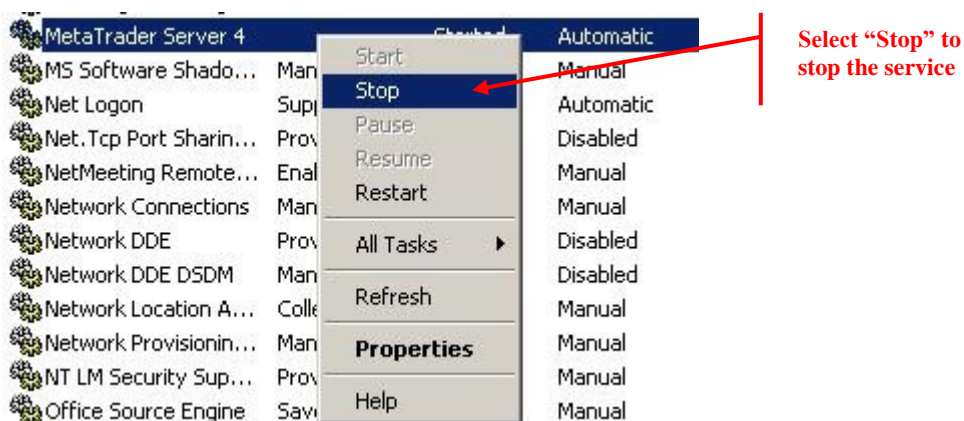 MetaTrader Server 4 Started Automatic
Start
MS Software Shado... Man Manual
Stop
Net Logon Supp Automatic
Pause
Net.Tcp Port Sharin... Prov Disabled
Resume
NetMeeting Remote... Enal Manual
Restart
Network Connections Man Manual
Network DDE Prov Disabled
All Tasks
Network DDE DSDM Man Disabled
Refresh
Network Location A... Colle Manual
Network Provisionin... Man Manual
Properties
NT LM Security Sup... Prov Manual
Help
Office Source Engine Save Manual
Select “Stop” to
stop the service